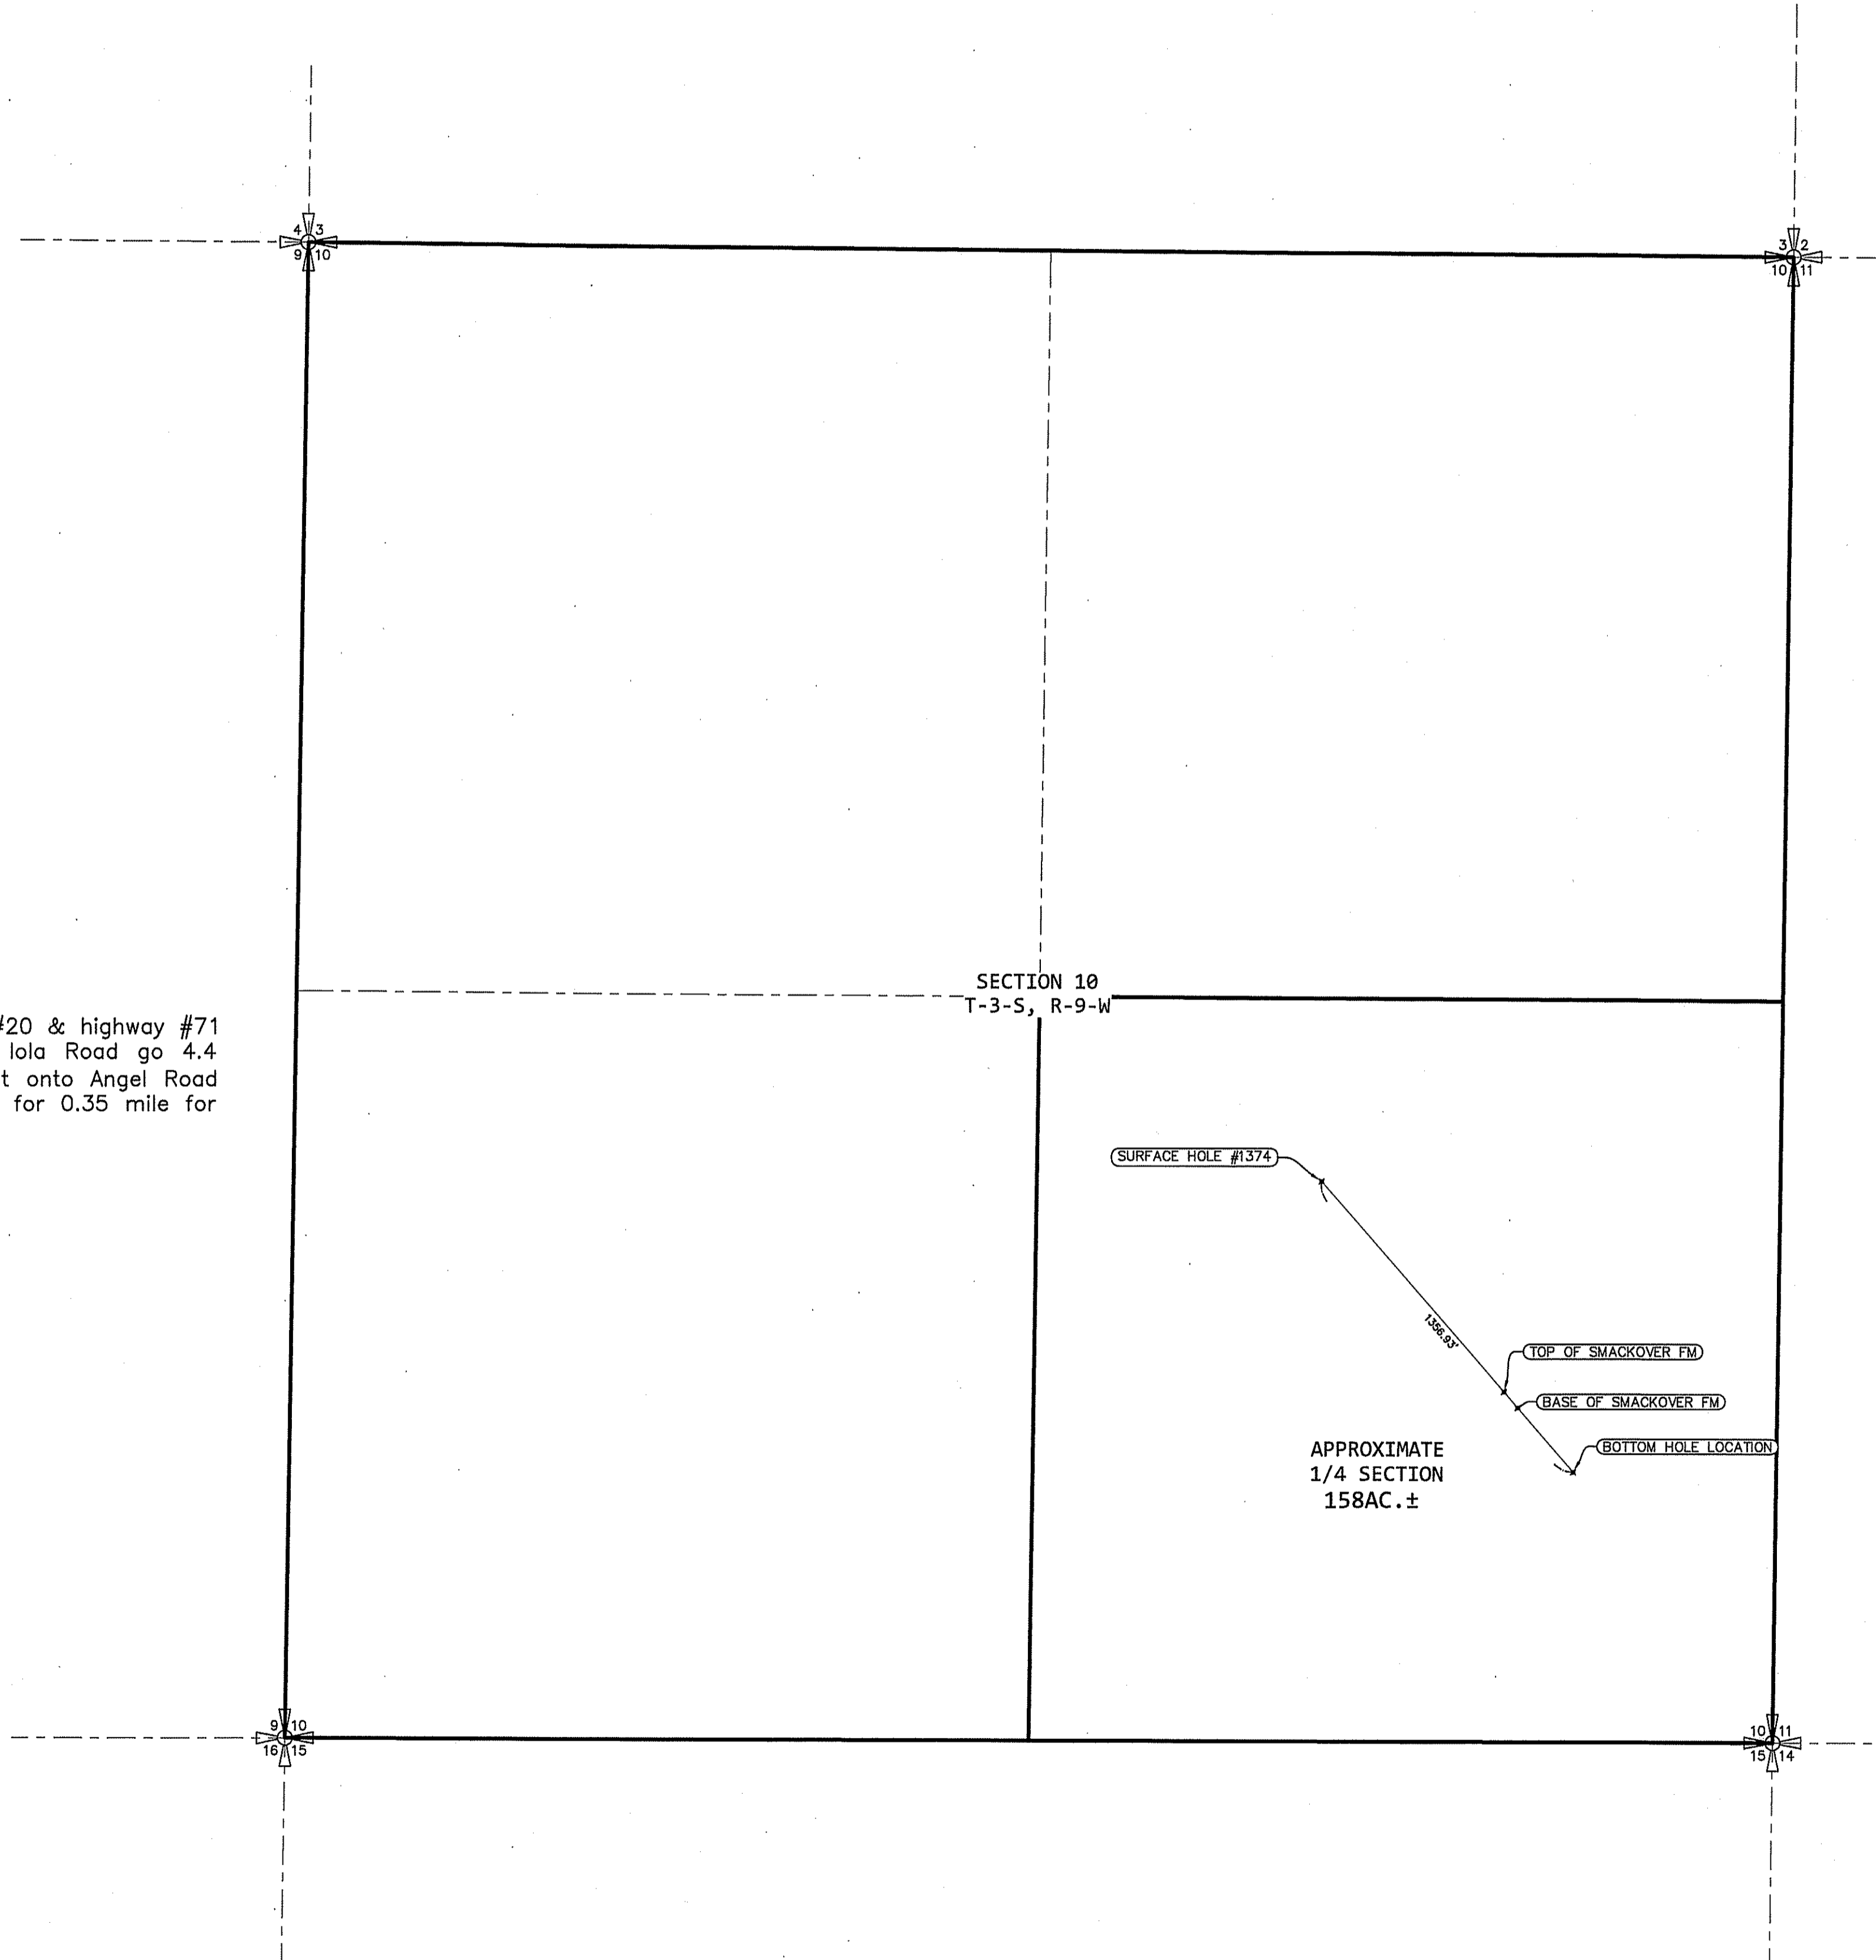 4 3
9 10
3 2
10 11
SECTION 10
T-3-S, R-9-W
#20 & highway #71
Iola Road go 4.4
t onto Angel Road
for 0.35 mile for
SURFACE HOLE #1374
1356.93'
TOP OF SMACKOVER FM
BASE OF SMACKOVER FM
BOTTOM HOLE LOCATION
APPROXIMATE
1/4 SECTION
158AC.±
9 10
16 15
10 11
15 14